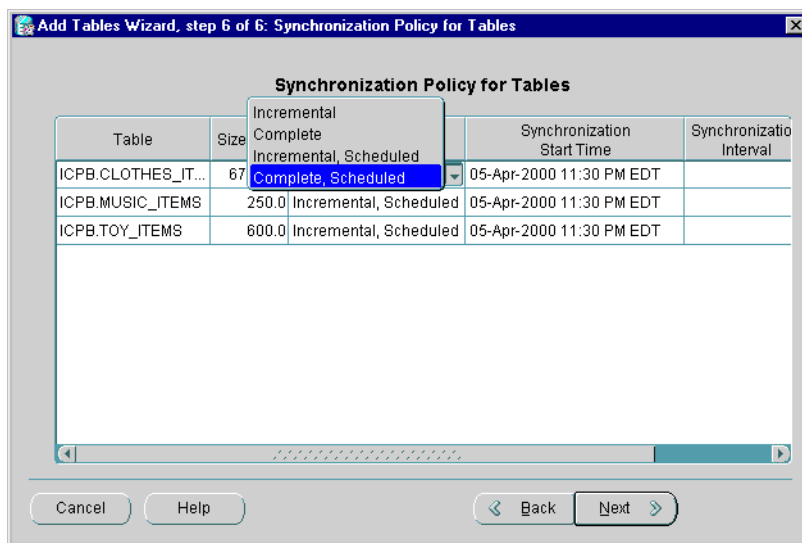 Add Tables Wizard, step 6 of 6: Synchronization Policy for Tables
Synchronization Policy for Tables
Incremental
Complete
Incremental, Scheduled
Complete, Scheduled
Table
Size
Synchronization
Start Time
Synchronizatio
Interval
ICPB.CLOTHES_IT... 67 05-Apr-2000 11:30 PM EDT
ICPB.MUSIC_ITEMS 250.0 Incremental, Scheduled 05-Apr-2000 11:30 PM EDT
ICPB.TOY_ITEMS 600.0 Incremental, Scheduled 05-Apr-2000 11:30 PM EDT
Cancel Help Back Next